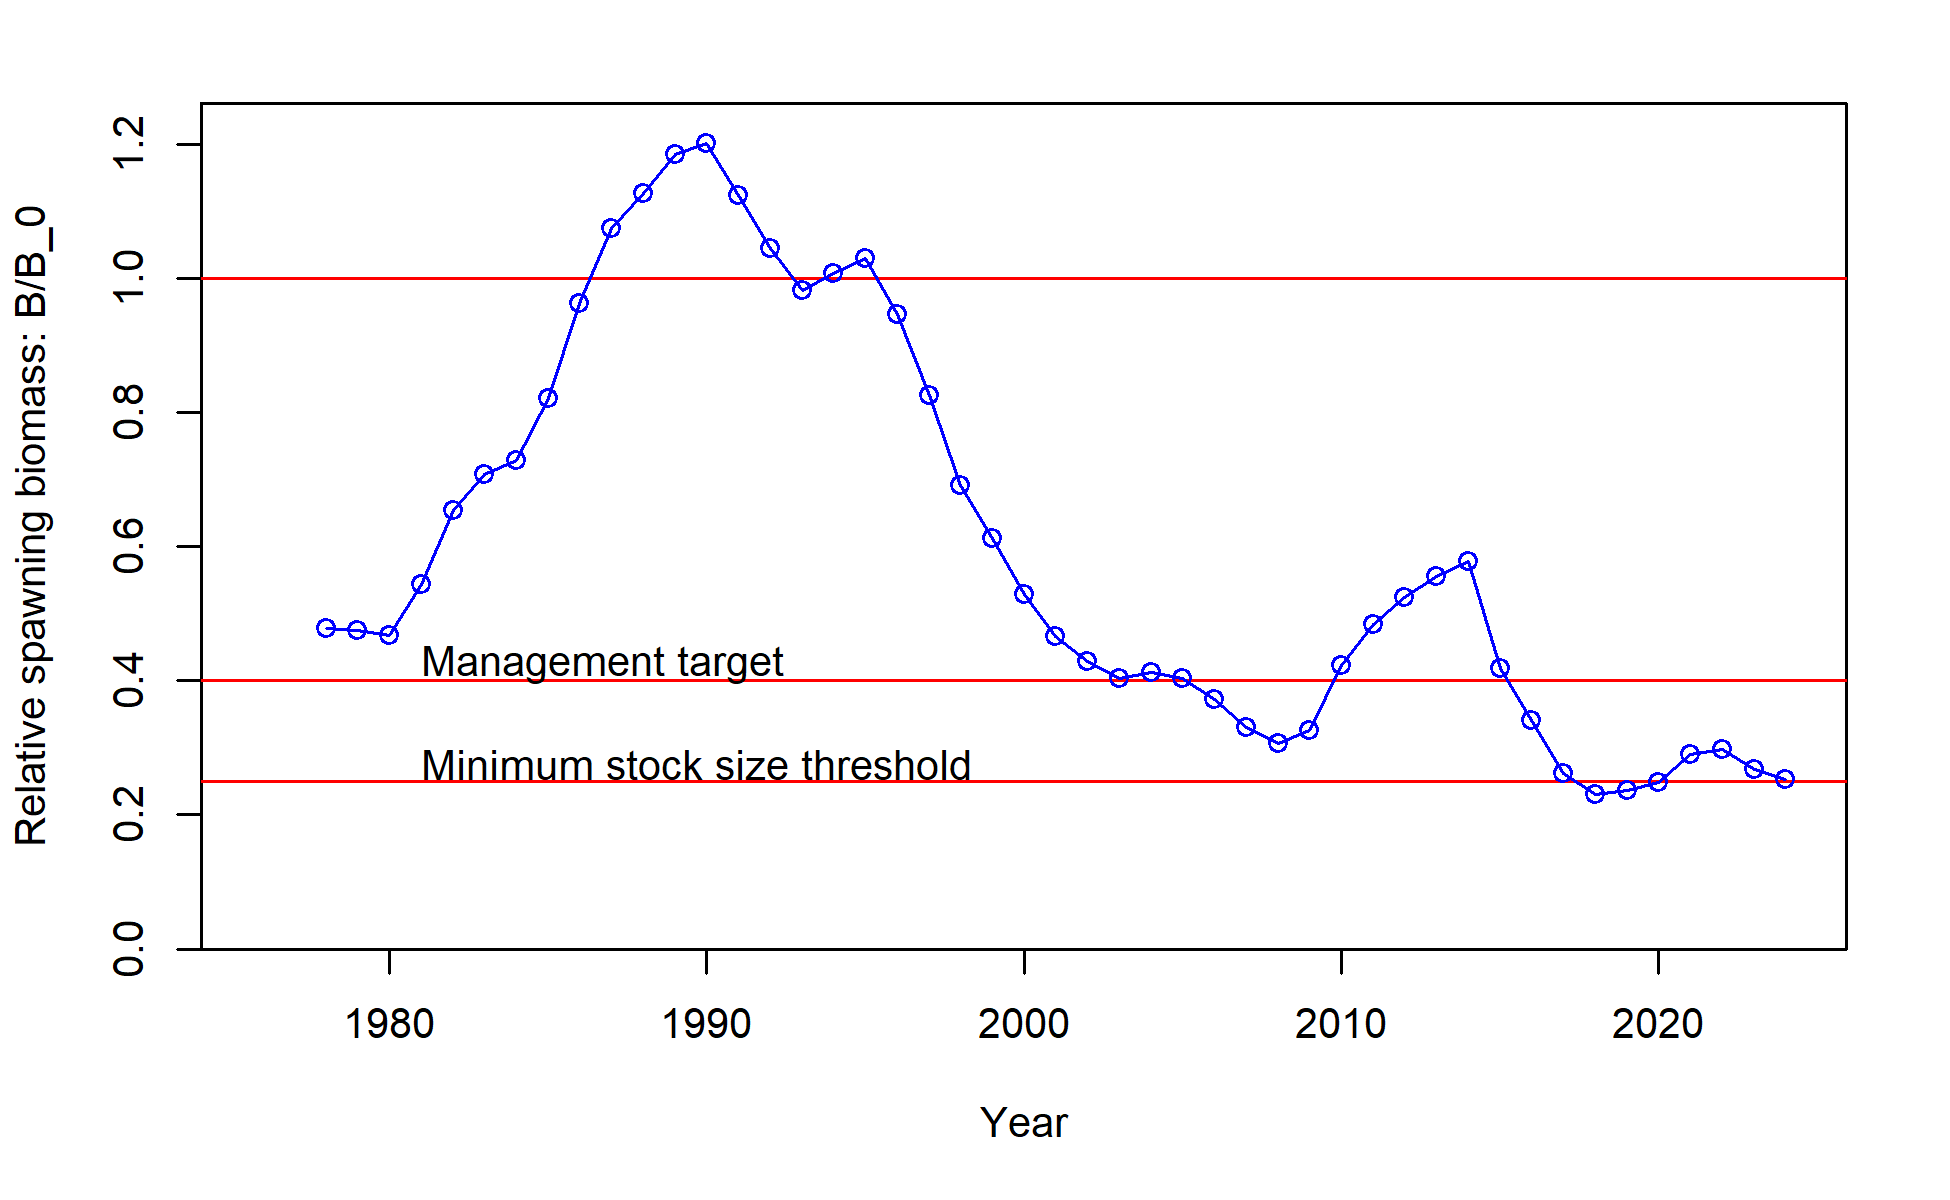 Relative spawning biomass: B/B_0
1.2
1.0
0.8
0.6
0.4
0.2
0.0
Management target
Minimum stock size threshold
1980 1990 2000 2010 2020
Year